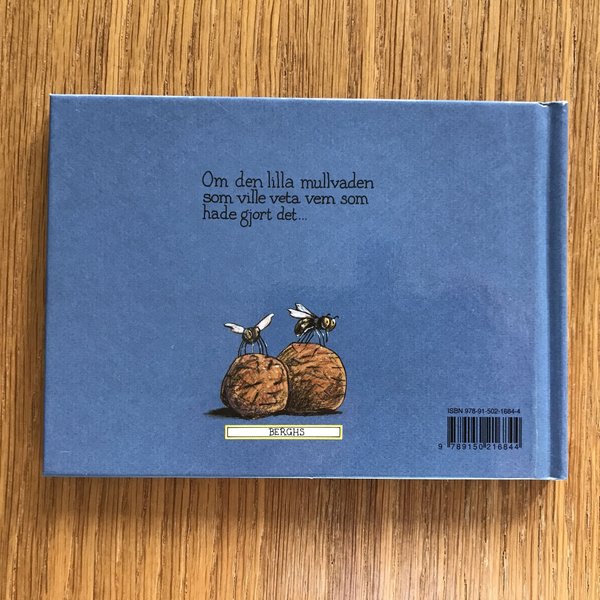 Om den lilla mullvaden
som ville veta vem som
hade gjort det...
BERGHS
ISBN 978-91-502-1684-4
9 789150 216844